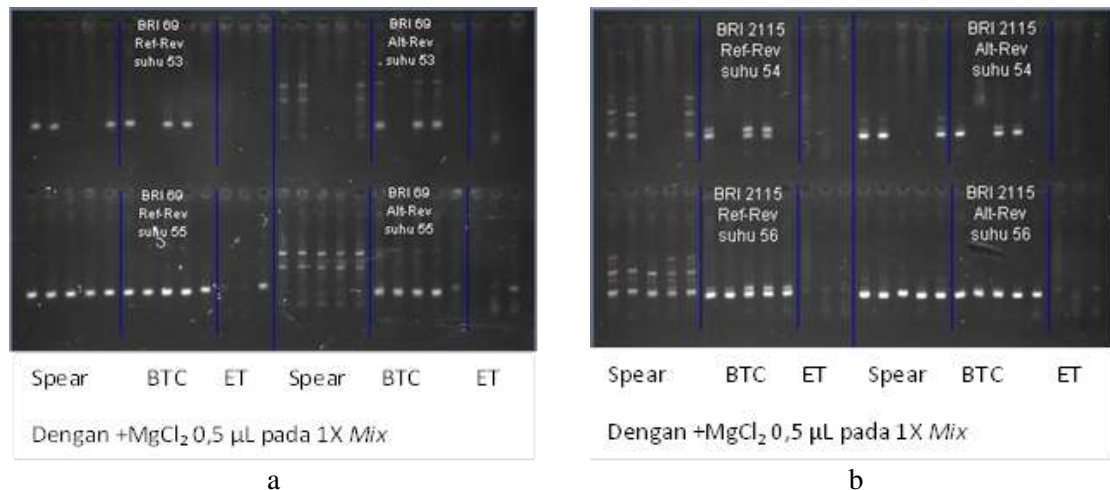 BRI 69
Ref-Rev
suhu 53
BRI 69
Alt-Rev
suhu 53
BRI 69
Ref-Rev
suhu 55
BRI 69
Alt-Rev
suhu 55
Spear BTC ET Spear BTC ET
Dengan +MgCl₂ 0,5 µL pada 1X Mix
a
BRI 2115
Ref-Rev
suhu 54
BRI 2115
Alt-Rev
suhu 54
BRI 2115
Ref-Rev
suhu 56
BRI 2115
Alt-Rev
suhu 56
Spear BTC ET Spear BTC ET
Dengan +MgCl₂ 0,5 µL pada 1X Mix
b